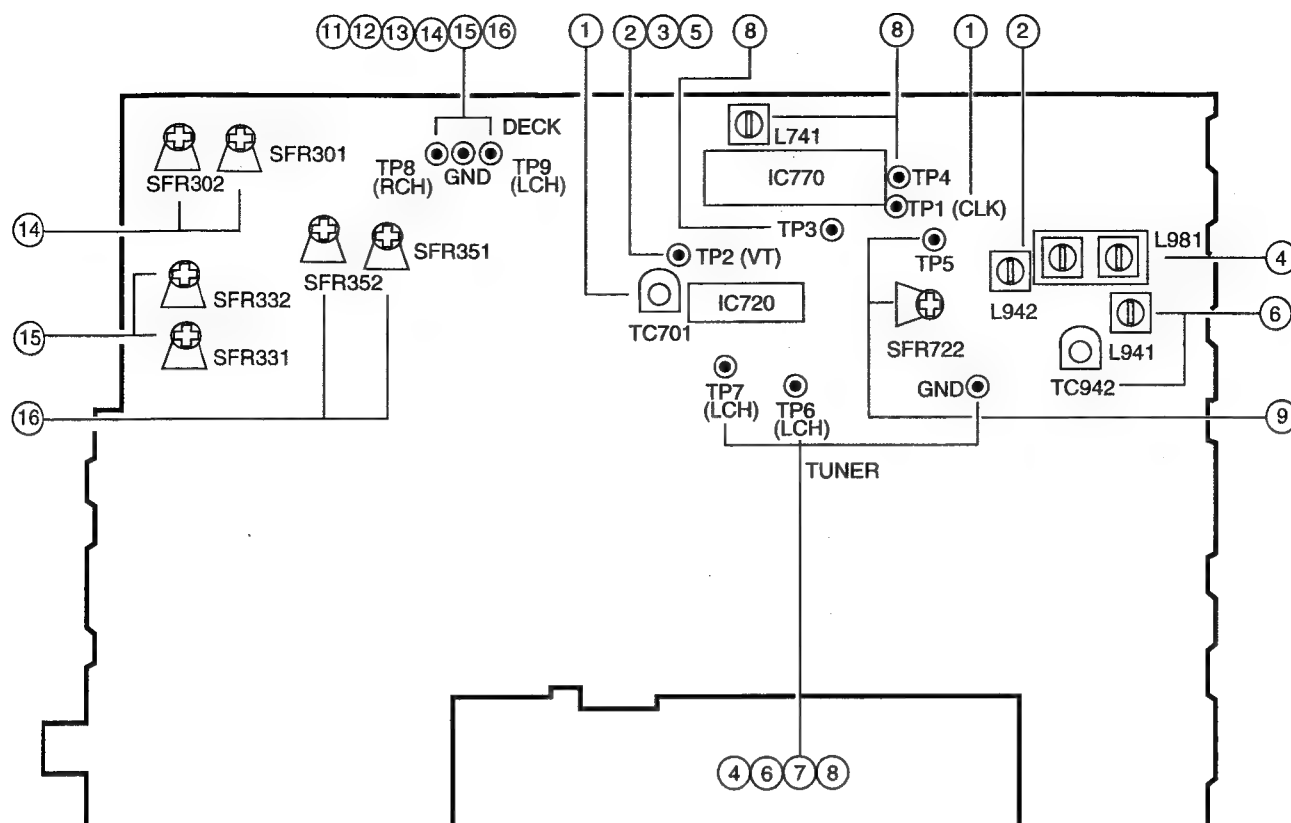 11 12 13 14 15 16
1
2 3 5
8
8
1
2
DECK
L741
SFR301
SFR302
TP8
(RCH)
GND
TP9
(LCH)
IC770
TP4
TP1 (CLK)
14
TP3
L981
SFR351
TP5
4
TP2 (VT)
SFR352
SFR332
L942
IC720
15
TC701
6
SFR331
SFR722
L941
TC942
GND
TP7
(LCH)
TP6
(LCH)
16
9
TUNER
4 6 7 8